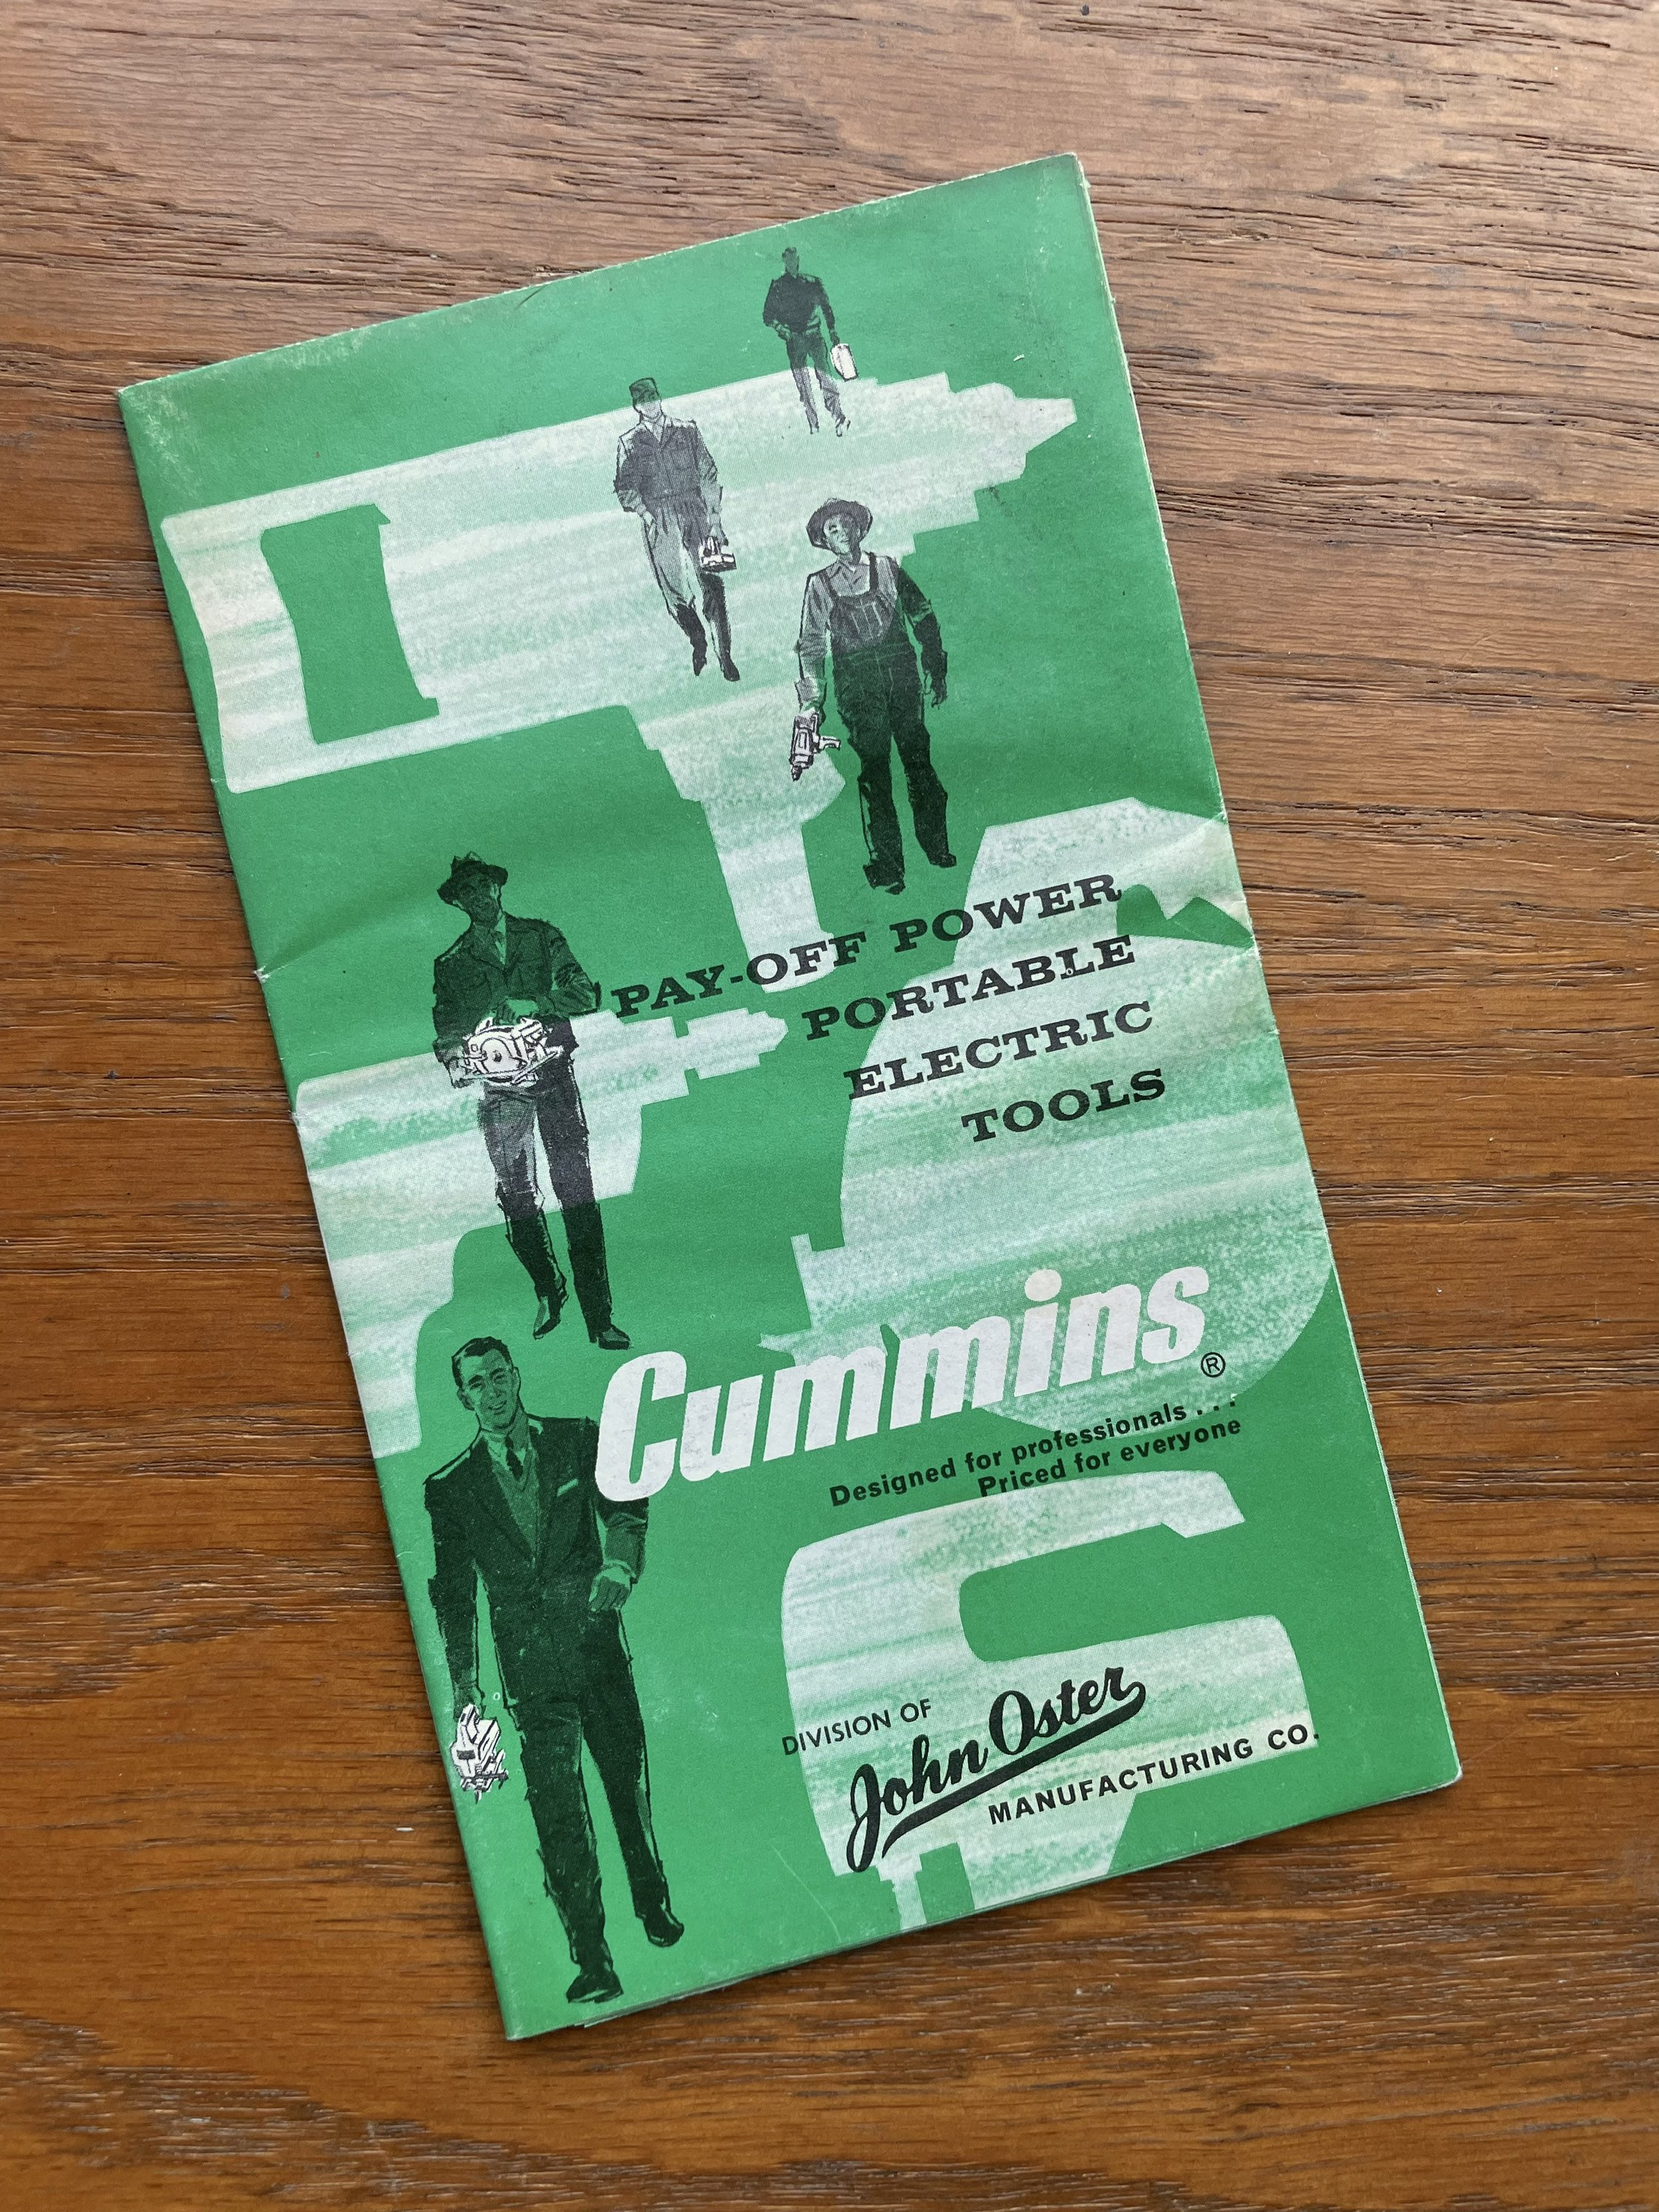 PAY-OFF POWER
PORTABLE
ELECTRIC
TOOLS
Cummins®
Designed for professionals . . .
Priced for everyone
DIVISION OF
John Oster
MANUFACTURING CO.